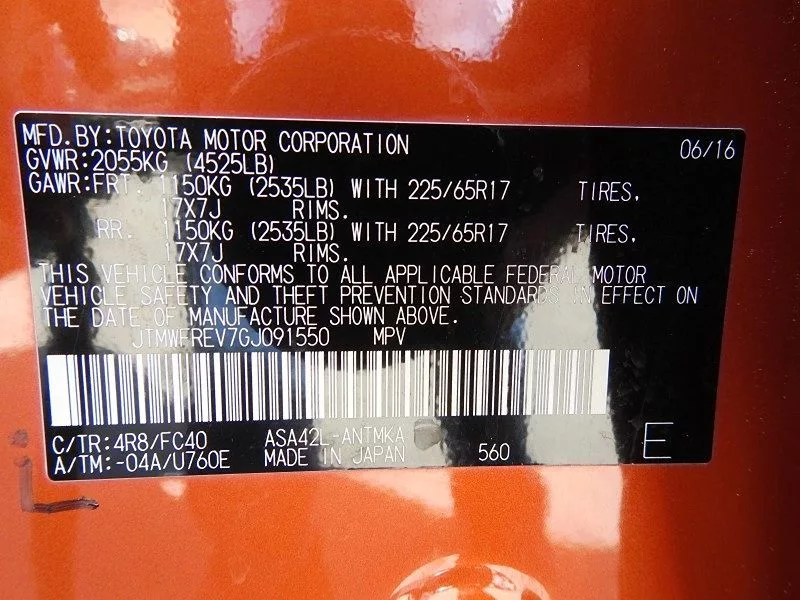 MFD.BY:TOYOTA MOTOR CORPORATION 06/16
GVWR:2055KG (4525LB)
GAWR:FRT. 1150KG (2535LB) WITH 225/65R17 TIRES,
17X7J RIMS.
RR. 1150KG (2535LB) WITH 225/65R17 TIRES,
17X7J RIMS.
THIS VEHICLE CONFORMS TO ALL APPLICABLE FEDERAL MOTOR
VEHICLE SAFETY AND THEFT PREVENTION STANDARDS IN EFFECT ON
THE DATE OF MANUFACTURE SHOWN ABOVE.
JTMWFREV7GJ091550 MPV
C/TR:4R8/FC40 ASA42L-ANTMKA
A/TM:-04A/U760E MADE IN JAPAN 560 E